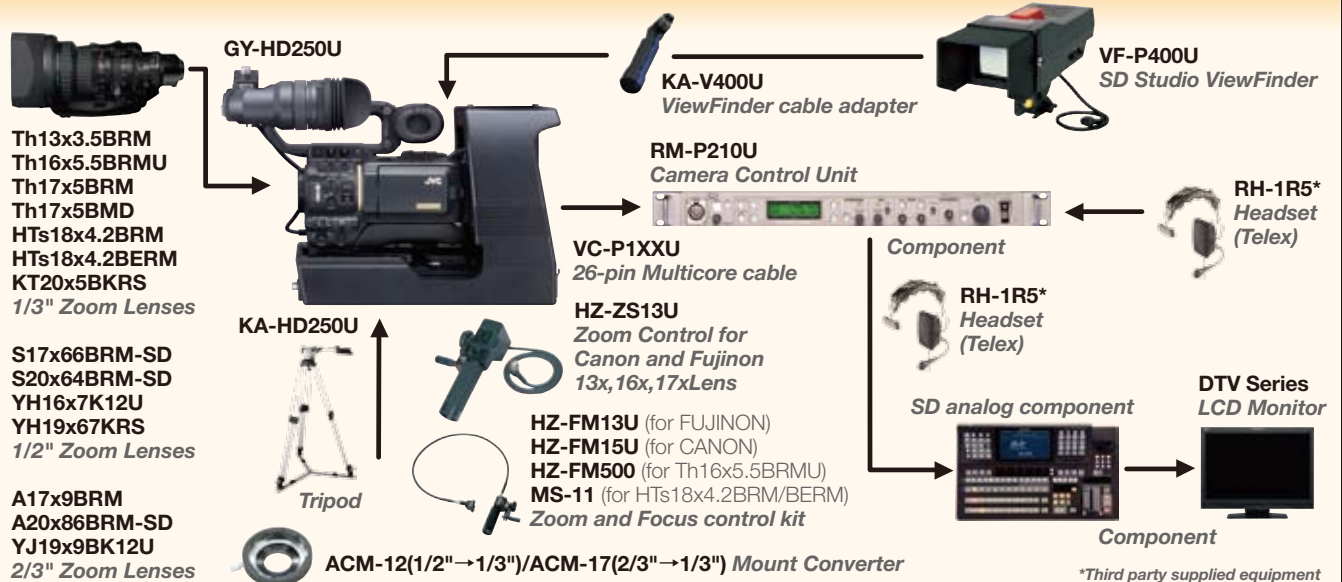 GY-HD250U
KA-V400U
ViewFinder cable adapter
VF-P400U
SD Studio ViewFinder
Th13x3.5BRM
Th16x5.5BRMU
Th17x5BRM
Th17x5BMD
HTs18x4.2BRM
HTs18x4.2BERM
KT20x5BKRS
1/3" Zoom Lenses
JVC
RM-P210U
Camera Control Unit
RH-1R5*
Headset
(Telex)
Component
VC-P1XXU
26-pin Multicore cable
RH-1R5*
Headset
(Telex)
KA-HD250U
HZ-ZS13U
Zoom Control for
Canon and Fujinon
13x,16x,17xLens
S17x66BRM-SD
S20x64BRM-SD
YH16x7K12U
YH19x67KRS
1/2" Zoom Lenses
Tripod
HZ-FM13U (for FUJINON)
HZ-FM15U (for CANON)
HZ-FM500 (for Th16x5.5BRMU)
MS-11 (for HTs18x4.2BRM/BERM)
Zoom and Focus control kit
SD analog component
DTV Series
LCD Monitor
Component
A17x9BRM
A20x86BRM-SD
YJ19x9BK12U
2/3" Zoom Lenses
ACM-12(1/2"→1/3")/ACM-17(2/3"→1/3") Mount Converter
*Third party supplied equipment